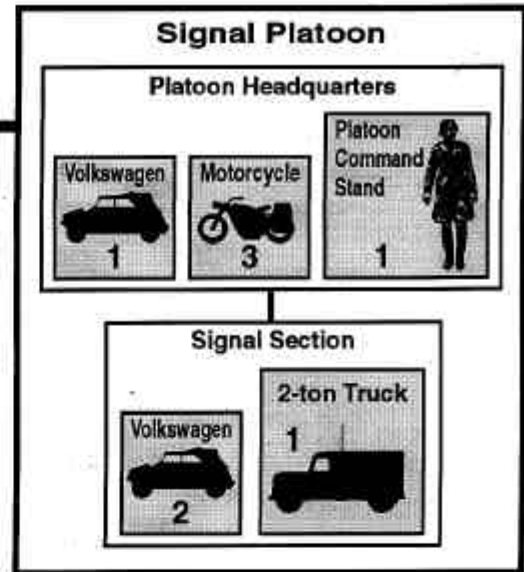 Signal Platoon
Platoon Headquarters
Volkswagen
1
Motorcycle
3
Platoon
Command
Stand
1
Signal Section
Volkswagen
2
2-ton Truck
1